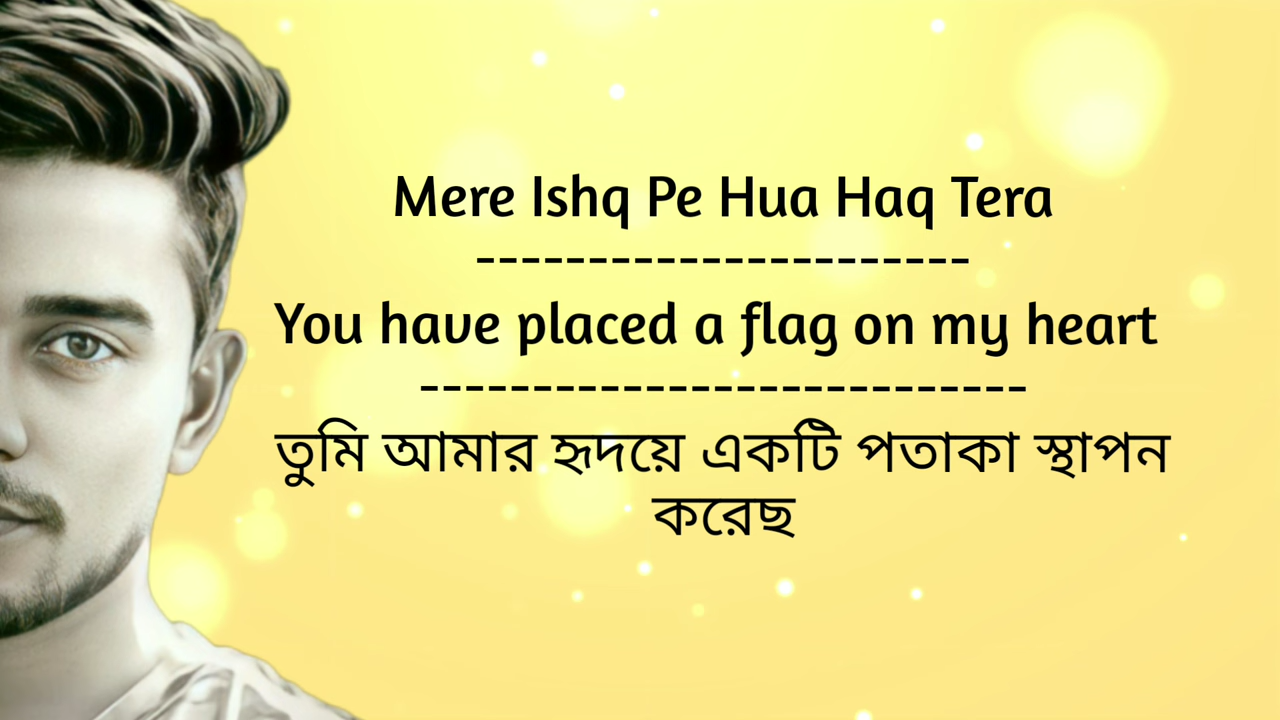 Mere Ishq Pe Hua Haq Tera
----------------------
You have placed a flag on my heart
---------------------------
তুমি আমার হৃদয়ে একটি পতাকা স্থাপন
করেছ